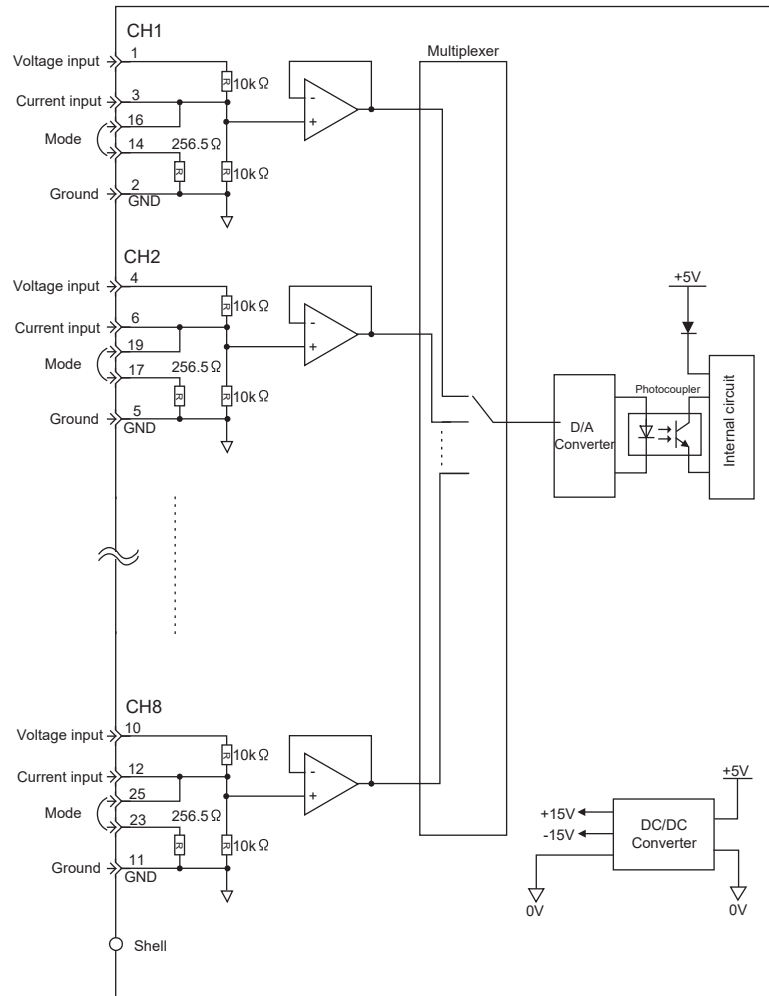 CH1
Multiplexer
Voltage input
1
10kΩ
Current input
3
16
Mode
14
256.5Ω
-
+
R
R
R
10kΩ
Ground
2
GND
CH2
Voltage input
4
10kΩ
Current input
6
19
Mode
17
256.5Ω
-
+
R
R
R
10kΩ
Ground
5
GND
+5V
Photocoupler
D/A
Converter
Internal circuit
CH8
Voltage input
10
10kΩ
Current input
12
25
Mode
23
256.5Ω
-
+
R
R
R
10kΩ
Ground
11
GND
Shell
+5V
+15V
-15V
DC/DC
Converter
0V
0V